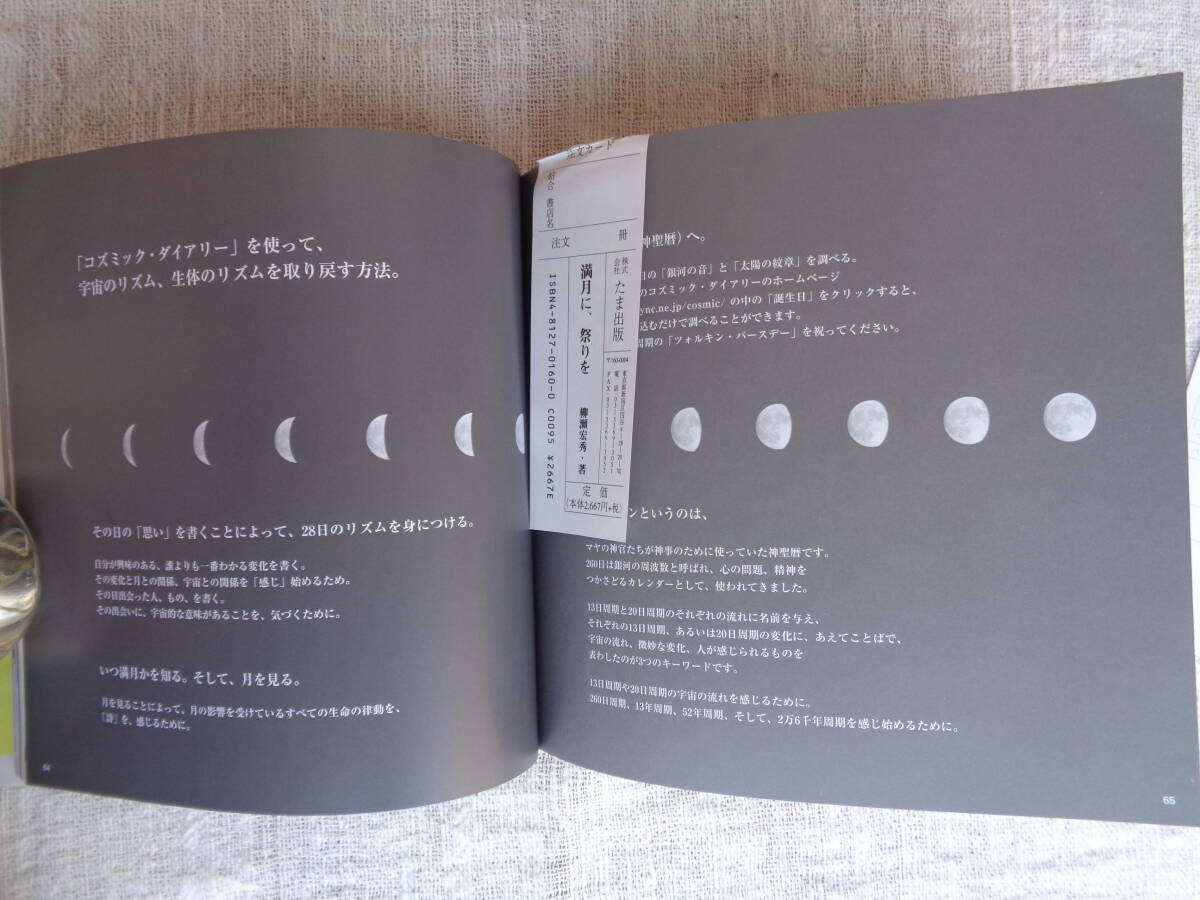 「コズミック・ダイアリー」を使って、
宇宙のリズム、生体のリズムを取り戻す方法。
その日の「思い」を書くことによって、28日のリズムを身につける。
自分が興味のある、誰よりも一番わかる変化を書く。
その変化と月との関係、宇宙との関係を「感じ」始めるため。
その日出会った人、もの、を書く。
その出会いに、宇宙的な意味があることを、気づくために。
いつ満月かを知る。そして、月を見る。
月を見ることによって、月の影響を受けているすべての生命の律動を、
「詩」を、感じるために。
64
注文カード
書店名
注文 冊
株式会社 たま出版
満月に、祭りを 柳瀬宏秀・著
ISBN4-8127-0160-0 C0095 ¥2667E
定価
(本体2,667円+税)
神聖暦)へ。
日の「銀河の音」と「太陽の紋章」を調べる。
のコズミック・ダイアリーのホームページ
ync.ne.jp/cosmic/ の中の「誕生日」をクリックすると、
込むだけで調べることができます。
周期の「ツォルキン・バースデー」を祝ってください。
ンというのは、
マヤの神官たちが神事のために使っていた神聖暦です。
260日は銀河の周波数と呼ばれ、心の問題、精神を
つかさどるカレンダーとして、使われてきました。
13日周期と20日周期のそれぞれの流れに名前を与え、
それぞれの13日周期、あるいは20日周期の変化に、あえてことばで、
宇宙の流れ、微妙な変化、人が感じられるものを
表わしたのが3つのキーワードです。
13日周期や20日周期の宇宙の流れを感じるために。
260日周期、13年周期、52年周期、そして、2万6千年周期を感じ始めるために。
65